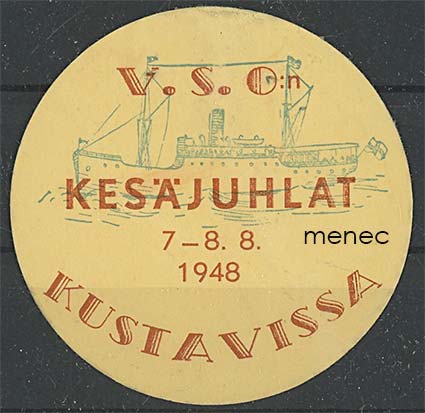 V. S. O:n
KESÄJUHLAT
7–8. 8.
menec
1948
KUSTAVISSA